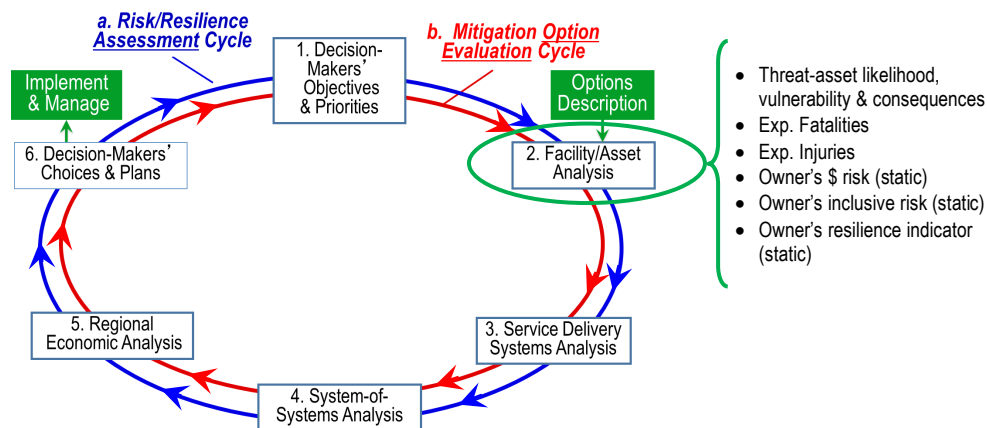 a. Risk/Resilience
Assessment Cycle
b. Mitigation Option
Evaluation Cycle
1. Decision-
Makers’
Objectives
& Priorities
Implement
& Manage
Options
Description
6. Decision-Makers’
Choices & Plans
2. Facility/Asset
Analysis
• Threat-asset likelihood,
vulnerability & consequences
• Exp. Fatalities
• Exp. Injuries
• Owner’s $ risk (static)
• Owner’s inclusive risk (static)
• Owner’s resilience indicator
(static)
5. Regional
Economic Analysis
3. Service Delivery
Systems Analysis
4. System-of-
Systems Analysis